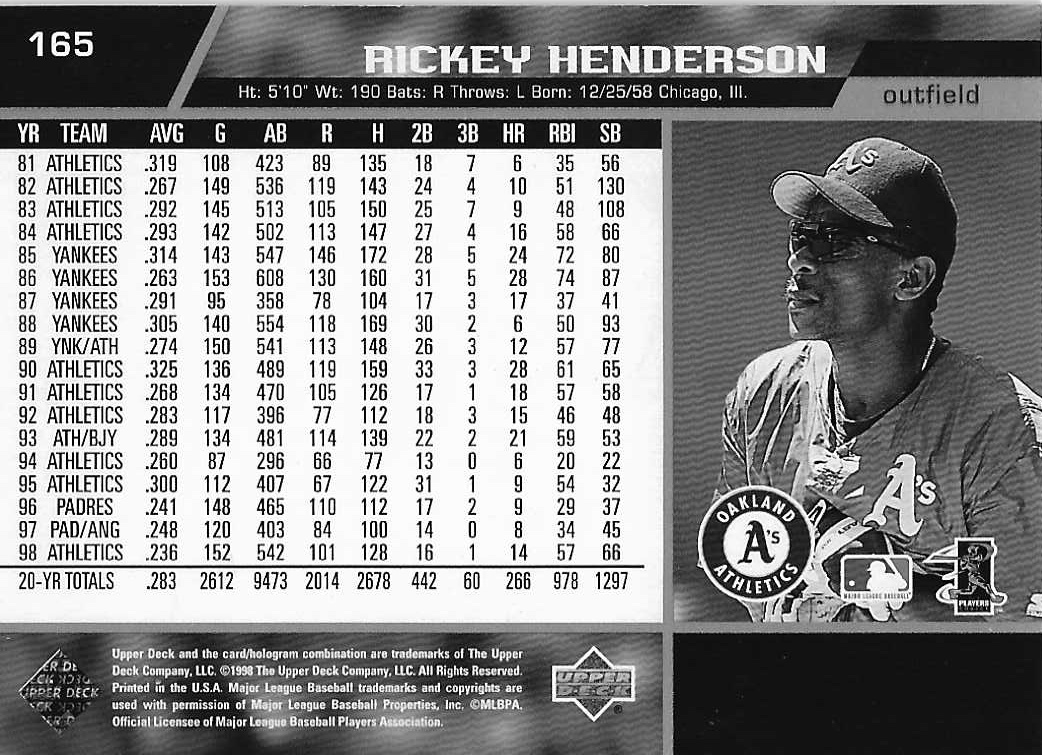 165
RICKEY HENDERSON
Ht: 5'10" Wt: 190 Bats: R Throws: L Born: 12/25/58 Chicago, Ill.
outfield
YR TEAM AVG G AB R H 2B 3B HR RBI SB
81 ATHLETICS .319 108 423 89 135 18 7 6 35 56
82 ATHLETICS .267 149 536 119 143 24 4 10 51 130
83 ATHLETICS .292 145 513 105 150 25 7 9 48 108
84 ATHLETICS .293 142 502 113 147 27 4 16 58 66
85 YANKEES .314 143 547 146 172 28 5 24 72 80
86 YANKEES .263 153 608 130 160 31 5 28 74 87
87 YANKEES .291 95 358 78 104 17 3 17 37 41
88 YANKEES .305 140 554 118 169 30 2 6 50 93
89 YNK/ATH .274 150 541 113 148 26 3 12 57 77
90 ATHLETICS .325 136 489 119 159 33 3 28 61 65
91 ATHLETICS .268 134 470 105 126 17 1 18 57 58
92 ATHLETICS .283 117 396 77 112 18 3 15 46 48
93 ATH/BJY .289 134 481 114 139 22 2 21 59 53
94 ATHLETICS .260 87 296 66 77 13 0 6 20 22
95 ATHLETICS .300 112 407 67 122 31 1 9 54 32
96 PADRES .241 148 465 110 112 17 2 9 29 37
97 PAD/ANG .248 120 403 84 100 14 0 8 34 45
98 ATHLETICS .236 152 542 101 128 16 1 14 57 66
20-YR TOTALS .283 2612 9473 2014 2678 442 60 266 978 1297
A's
A's
OAKLAND
A's
ATHLETICS
MAJOR LEAGUE BASEBALL
PLAYERS
Upper Deck and the card/hologram combination are trademarks of The Upper
Deck Company, LLC. ©1998 The Upper Deck Company, LLC. All Rights Reserved.
Printed in the U.S.A. Major League Baseball trademarks and copyrights are
used with permission of Major League Baseball Properties, Inc. ©MLBPA.
Official Licensee of Major League Baseball Players Association.
UPPER DECK
UPPER
DECK